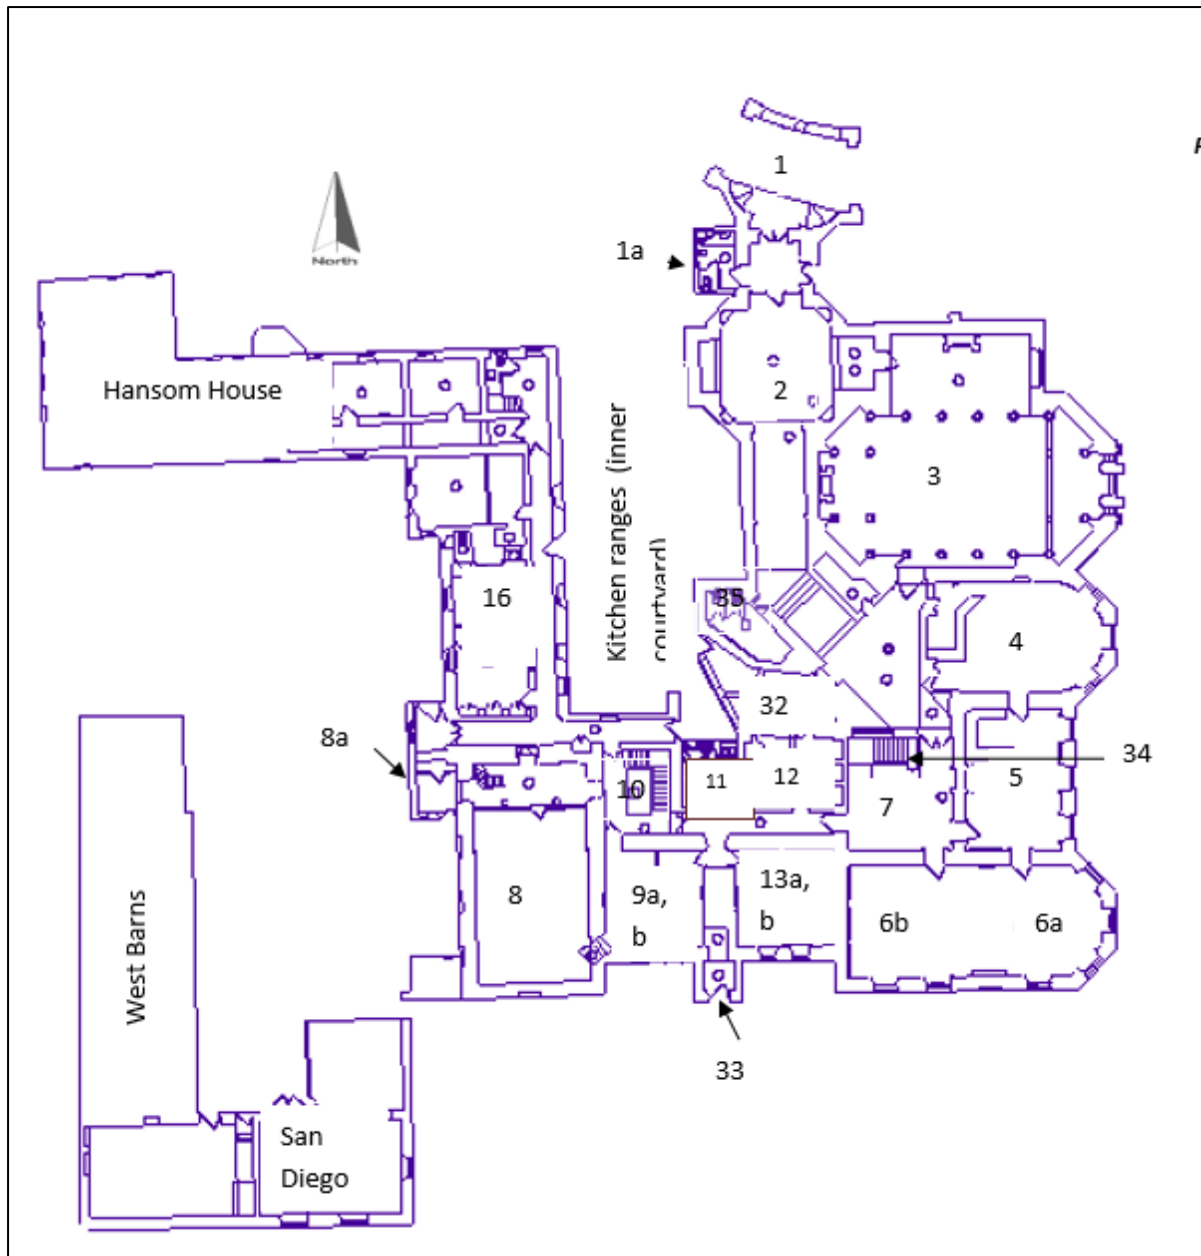 1
1a
North
2
Hansom House
3
Kitchen ranges (inner
courtyard)
16
35
4
32
8a
34
10
11
12
5
7
8
9a,
b
13a,
b
6b
6a
West Barns
33
San
Diego